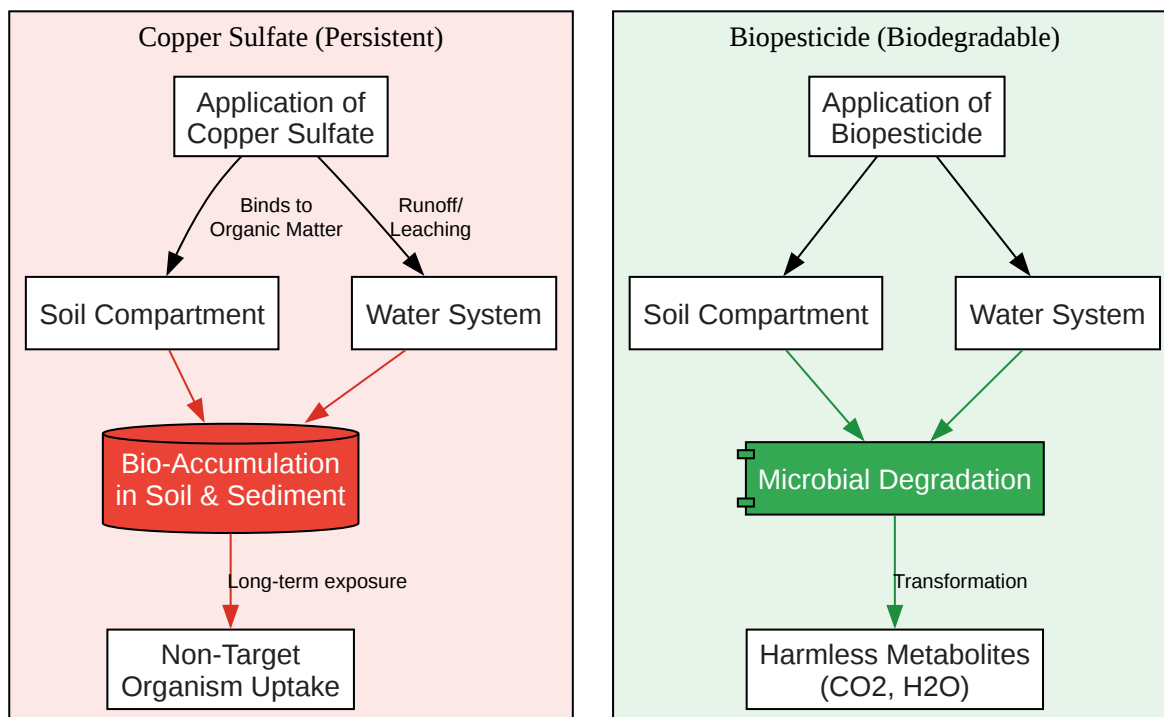 Copper Sulfate (Persistent)
Application of
Copper Sulfate
Binds to
Organic Matter
Runoff/
Leaching
Soil Compartment
Water System
Bio-Accumulation
in Soil & Sediment
Long-term exposure
Non-Target
Organism Uptake
Biopesticide (Biodegradable)
Application of
Biopesticide
Soil Compartment
Water System
Microbial Degradation
Transformation
Harmless Metabolites
(CO2, H2O)